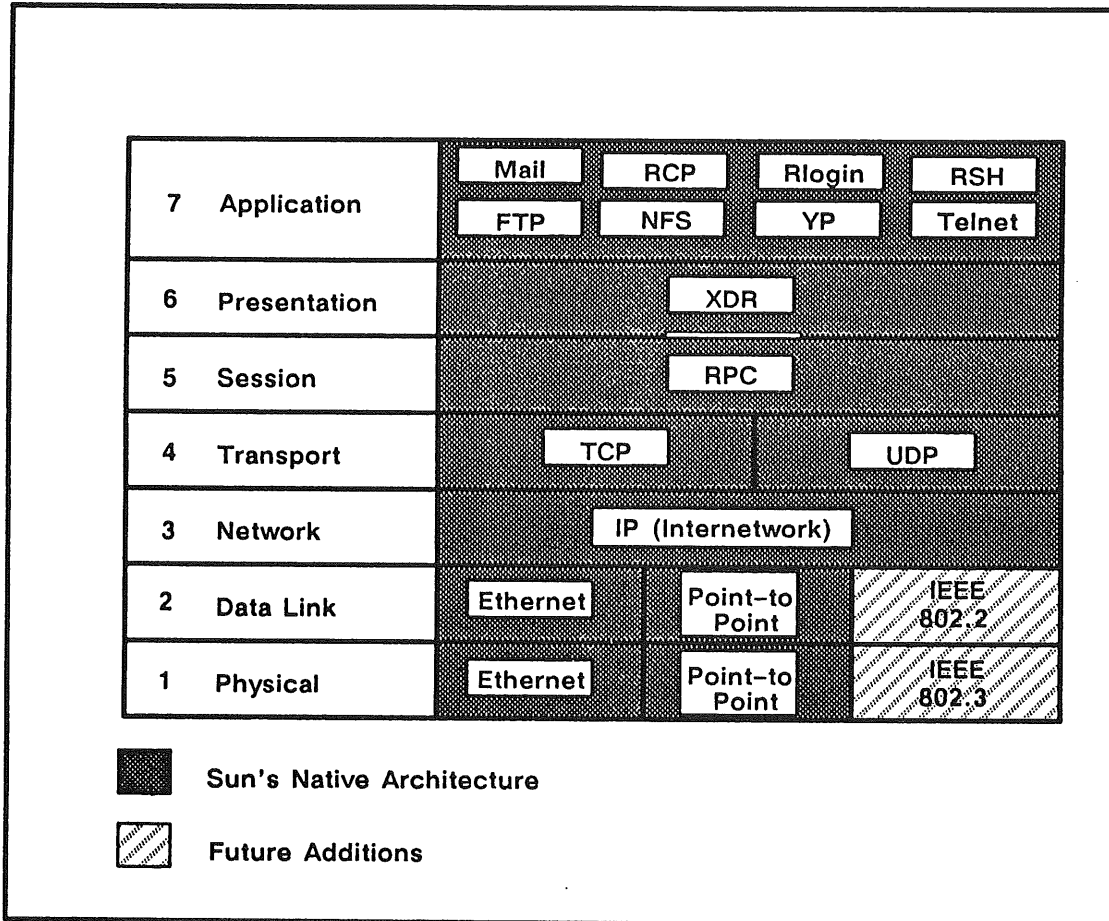 Mail RCP Rlogin RSH
7 Application
FTP NFS YP Telnet
6 Presentation XDR
5 Session RPC
4 Transport TCP UDP
3 Network IP (Internetwork)
2 Data Link Ethernet Point-to Point IEEE 802.2
1 Physical Ethernet Point-to Point IEEE 802.3
Sun's Native Architecture
Future Additions